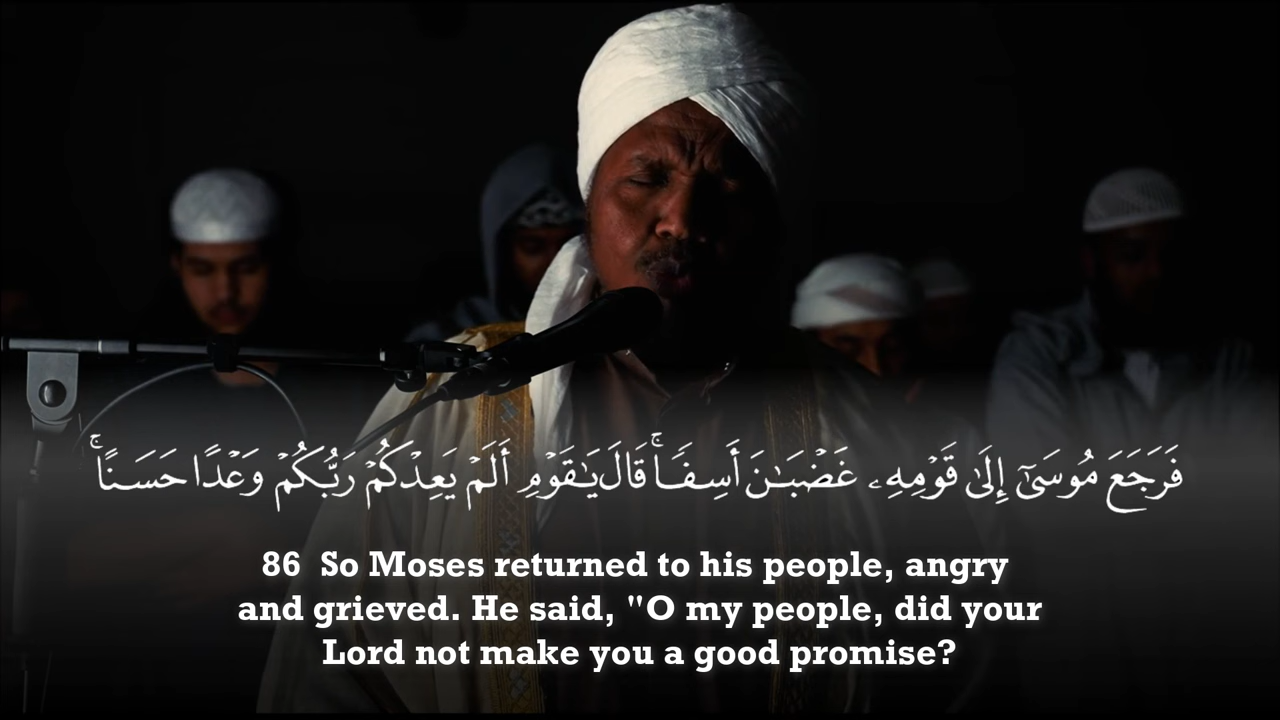 فَرَجَعَ مُوسَىٰٓ إِلَىٰ قَوْمِهِۦ غَضْبَـٰنَ أَسِفًۭا ۚ قَالَ يَـٰقَوْمِ أَلَمْ يَعِدْكُمْ رَبُّكُمْ وَعْدًا حَسَنًا ۚ
86 So Moses returned to his people, angry
and grieved. He said, "O my people, did your
Lord not make you a good promise?